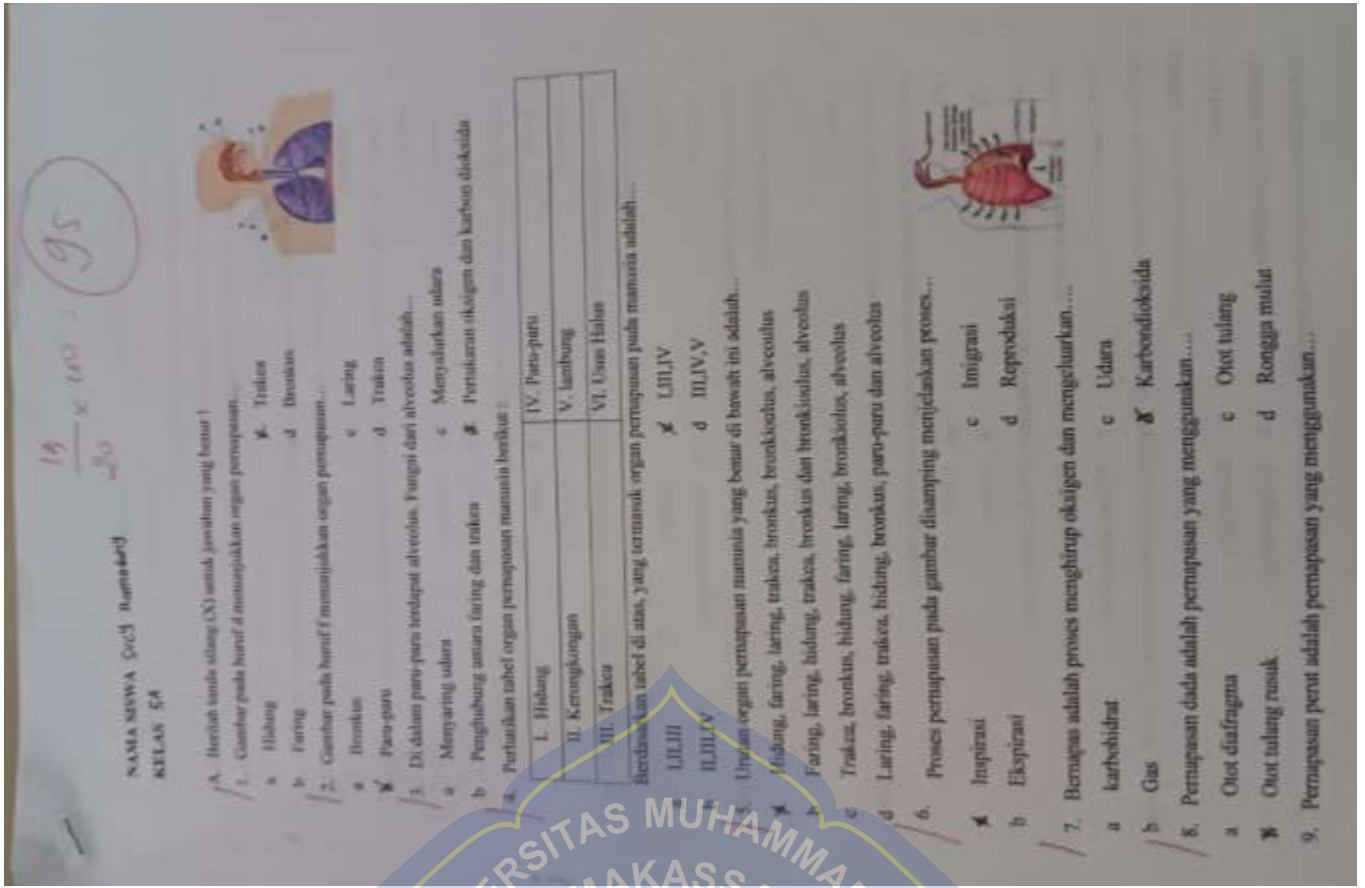 19/20 x 100 = 95
NAMA SISWA
KELAS 5A
A. Berilah tanda silang (X) untuk jawaban yang benar !
1. Gambar pada huruf d menunjukkan organ pernapasan...
a Hidung
b Faring
c Trakea
d Bronkus
2. Gambar pada huruf f menunjukkan organ pernapasan...
a Bronkus
b Paru-paru
c Laring
d Trakea
3. Di dalam paru-paru terdapat alveolus. Fungsi dari alveolus adalah...
a Menyaring udara
b Penghubung antara faring dan trakea
c Menyalurkan udara
d Pertukaran oksigen dan karbon dioksida
4. Perhatikan tabel organ pernapasan manusia berikut :
I. Hidung IV. Paru-paru
II. Kerongkongan V. lambung
III. Trakea VI. Usus Halus
Berdasarkan tabel di atas, yang termasuk organ pernapasan pada manusia adalah...
I,II,III
II,III,IV
I,III,IV
d III,IV,V
5. Urutan organ pernapasan manusia yang benar di bawah ini adalah...
Hidung, faring, laring, trakea, bronkus, bronkioulus, alveoulus
b Faring, laring, hidung, trakea, bronkus dan bronkioulus, alveolus
c Trakea, bronkus, hidung, faring, laring, bronkiolus, alveolus
d Laring, faring, trakea, hidung, bronkus, paru-paru dan alveolus
6. Proses pernapasan pada gambar disamping menjelaskan proses...
a Inspirasi
b Ekspirasi
c Imigrasi
d Reproduksi
7. Bernapas adalah proses menghirup oksigen dan mengeluarkan....
a karbohidrat
b Gas
c Udara
d Karbondioksida
8. Pernapasan dada adalah pernapasan yang menggunakan....
a Otot diafragma
b Otot tulang rusuk
c Otot tulang
d Rongga mulut
9. Pernapasan perut adalah pernapasan yang menggunakan...
ERSITAS MUHAMMA
MAKASS